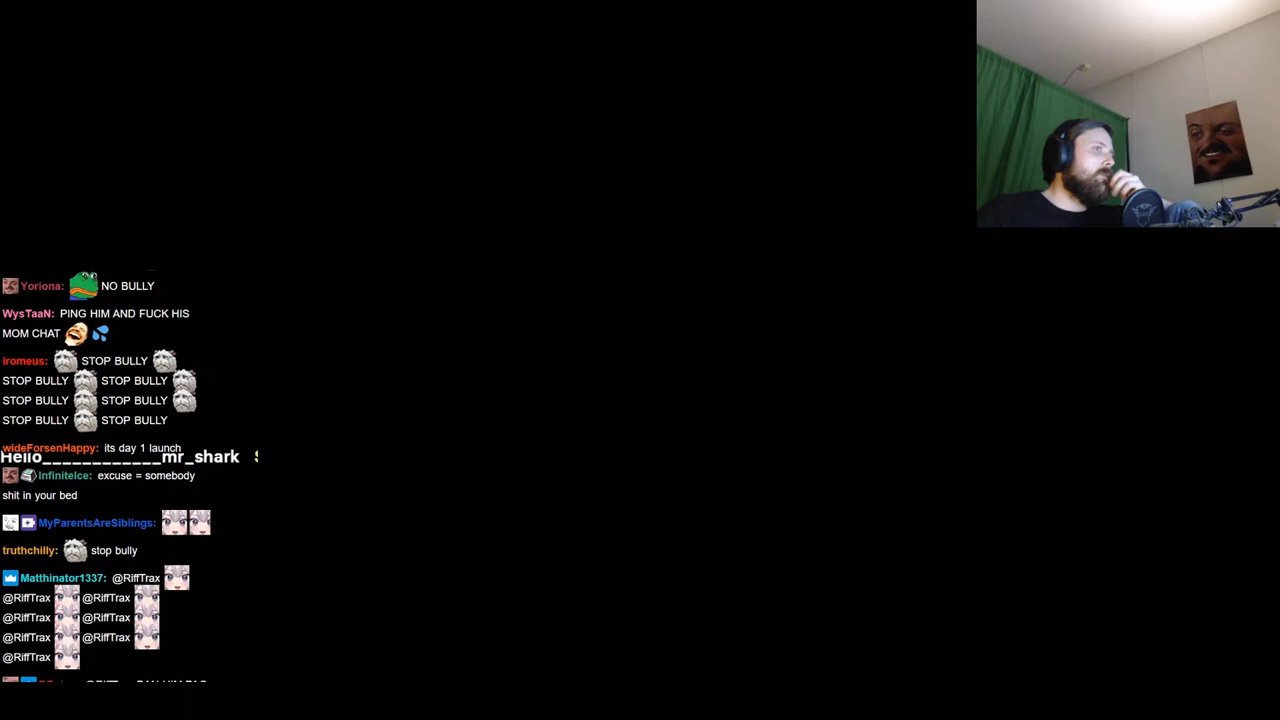 Yoriona: NO BULLY
WysTaaN: PING HIM AND FUCK HIS
MOM CHAT
iromeus: STOP BULLY
STOP BULLY STOP BULLY
STOP BULLY STOP BULLY
STOP BULLY STOP BULLY
wideForsenHappy: its day 1 launch
Hello____________mr_shark
InfiniteIce: excuse = somebody
shit in your bed
MyParentsAreSiblings:
truthchilly: stop bully
Matthinator1337: @RiffTrax
@RiffTrax @RiffTrax
@RiffTrax @RiffTrax
@RiffTrax @RiffTrax
@RiffTrax